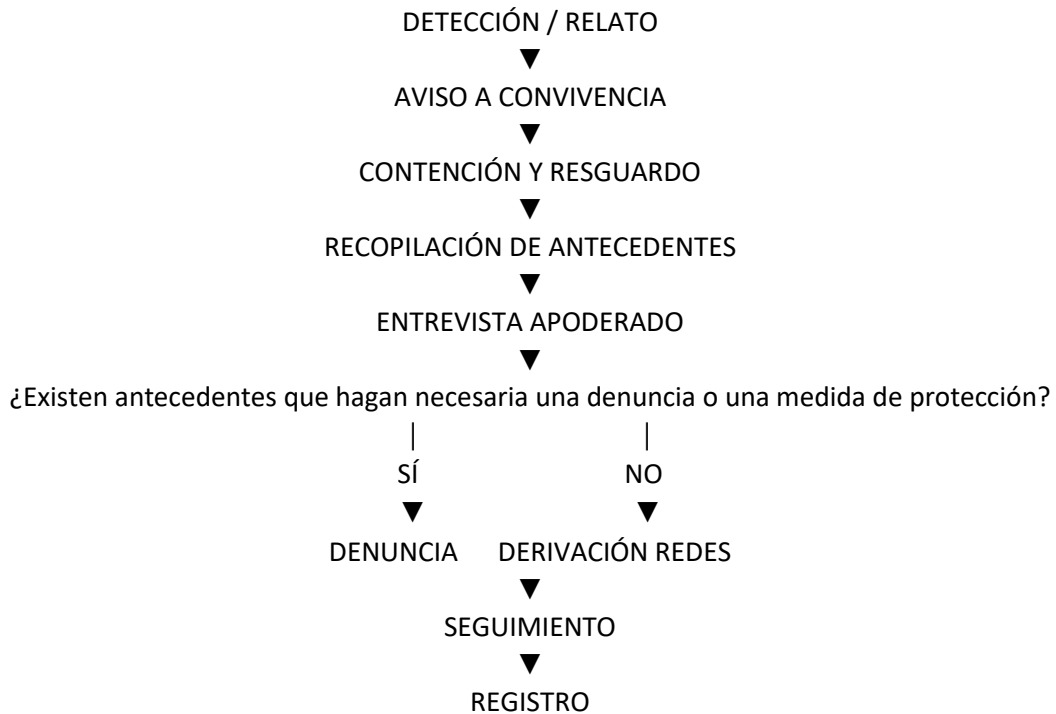 DETECCIÓN / RELATO
▼
AVISO A CONVIVENCIA
▼
CONTENCIÓN Y RESGUARDO
▼
RECOPILACIÓN DE ANTECEDENTES
▼
ENTREVISTA APODERADO
▼
¿Existen antecedentes que hagan necesaria una denuncia o una medida de protección?
| |
SÍ NO
▼ ▼
DENUNCIA DERIVACIÓN REDES
▼
SEGUIMIENTO
▼
REGISTRO